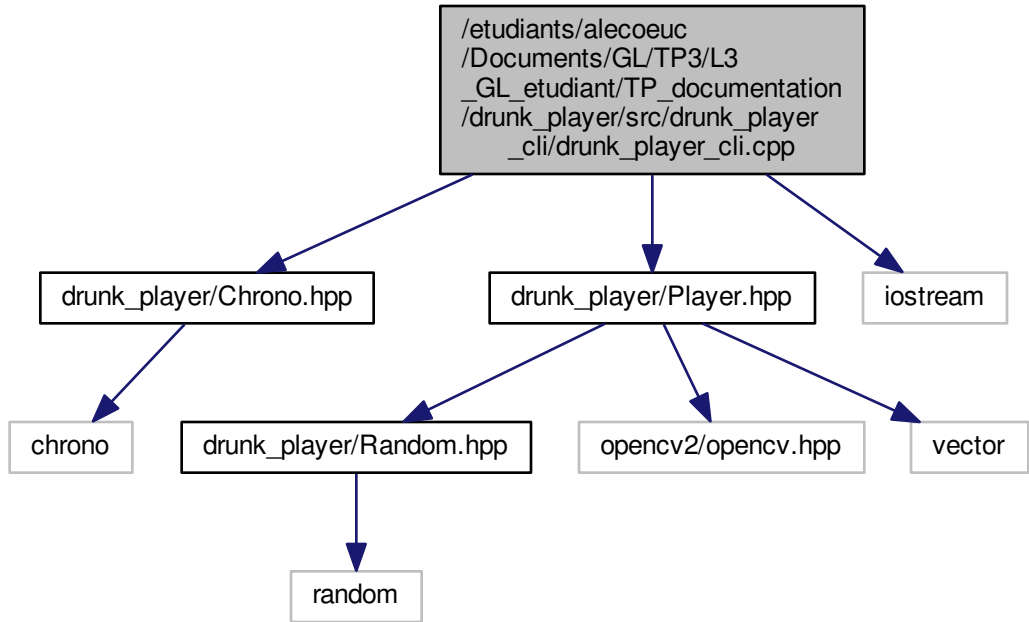 /etudiants/alecoeuc
/Documents/GL/TP3/L3
_GL_etudiant/TP_documentation
/drunk_player/src/drunk_player
_cli/drunk_player_cli.cpp
drunk_player/Chrono.hpp
drunk_player/Player.hpp
iostream
chrono
drunk_player/Random.hpp
opencv2/opencv.hpp
vector
random